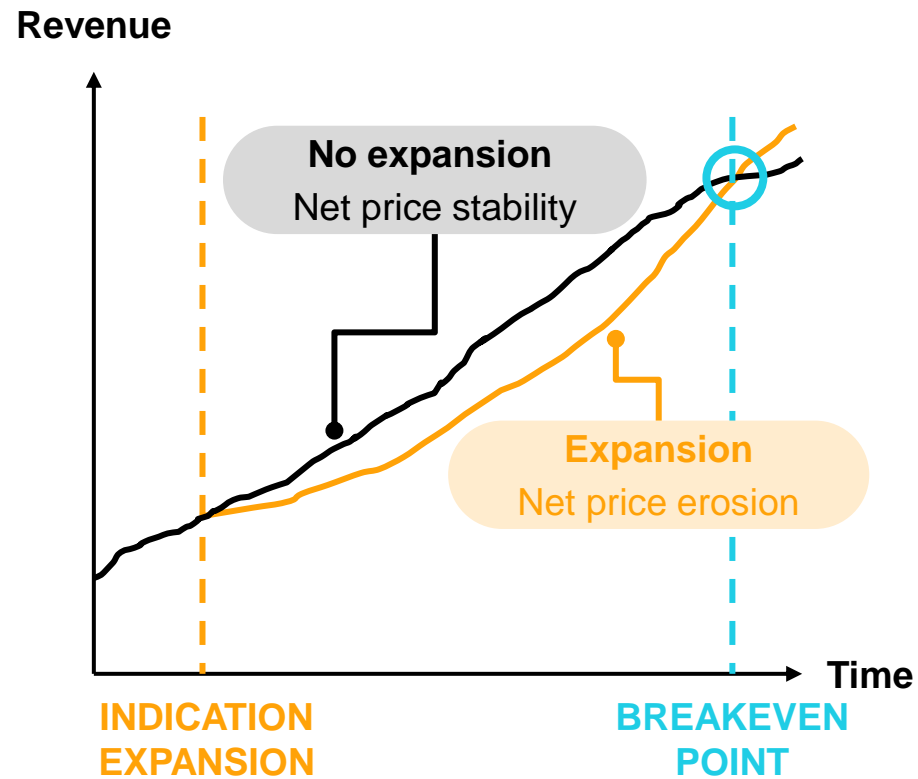 Revenue
No expansion
Net price stability
Expansion
Net price erosion
Time
INDICATION
EXPANSION
BREAKEVEN
POINT